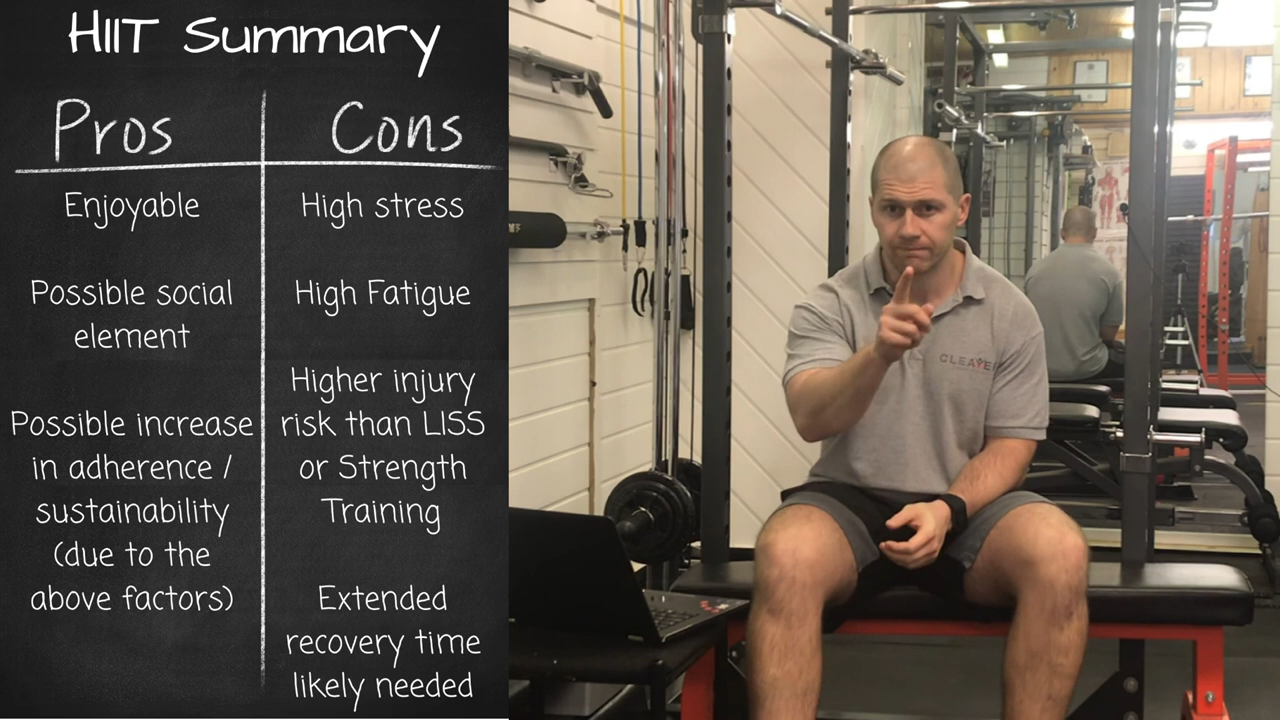 HIIT Summary
Pros
Enjoyable
Possible social
element
Possible increase
in adherence /
sustainability
(due to the
above factors)
Cons
High stress
High Fatigue
Higher injury
risk than LISS
or Strength
Training
Extended
recovery time
likely needed